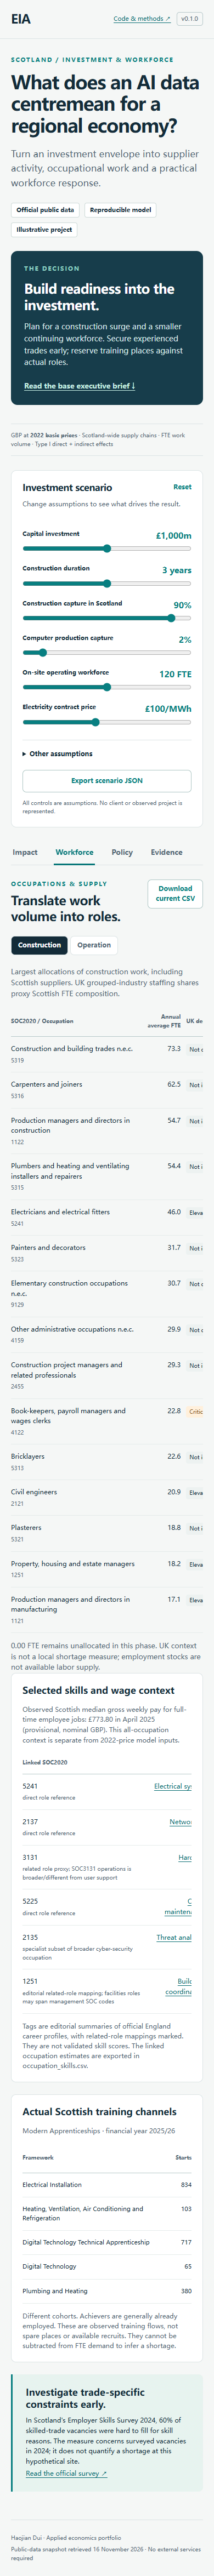 EIA
Code & methods ↗
v0.1.0
SCOTLAND / INVESTMENT & WORKFORCE
What does an AI data
centremean for a
regional economy?
Turn an investment envelope into supplier
activity, occupational work and a practical
workforce response.
Official public data
Reproducible model
Illustrative project
THE DECISION
Build readiness into the
investment.
Plan for a construction surge and a smaller
continuing workforce. Secure experienced
trades early; reserve training places against
actual roles.
Read the base executive brief ↓
GBP at 2022 basic prices · Scotland-wide supply chains · FTE work
volume · Type I direct + indirect effects
Investment scenario
Reset
Change assumptions to see what drives the result.
Capital investment
£1,000m
Construction duration
3 years
Construction capture in Scotland
90%
Computer production capture
2%
On-site operating workforce
120 FTE
Electricity contract price
£100/MWh
Other assumptions
Export scenario JSON
All controls are assumptions. No client or observed project is
represented.
Impact
Workforce
Policy
Evidence
OCCUPATIONS & SUPPLY
Translate work
volume into roles.
Download
current CSV
Construction
Operation
Largest allocations of construction work, including
Scottish suppliers. UK grouped-industry staffing shares
proxy Scottish FTE composition.
SOC2020 / Occupation
Annual
average FTE
UK de
Construction and building trades n.e.c.
5319
73.3
Not c
Carpenters and joiners
5316
62.5
Not i
Production managers and directors in
construction
1122
54.7
Not i
Plumbers and heating and ventilating
installers and repairers
5315
54.4
Not i
Electricians and electrical fitters
5241
46.0
Eleva
Painters and decorators
5323
31.7
Not i
Elementary construction occupations
n.e.c.
9129
30.7
Not c
Other administrative occupations n.e.c.
4159
29.9
Not c
Construction project managers and
related professionals
2455
29.3
Not i
Book-keepers, payroll managers and
wages clerks
4122
22.8
Critic
Bricklayers
5313
22.6
Not i
Civil engineers
2121
20.9
Eleva
Plasterers
5321
18.8
Not i
Property, housing and estate managers
1251
18.2
Eleva
Production managers and directors in
manufacturing
1121
17.1
Eleva
0.00 FTE remains unallocated in this phase. UK context
is not a local shortage measure; employment stocks are
not available labor supply.
Selected skills and wage context
Observed Scottish median gross weekly pay for full-
time employee jobs: £773.80 in April 2025
(provisional, nominal GBP). This all-occupation
context is separate from 2022-price model inputs.
Linked SOC2020
5241
direct role reference
Electrical sys
2137
direct role reference
Networ
3131
related role proxy; SOC3131 operations is
broader/different from user support
Hard
5225
direct role reference
C
maintena
2135
specialist subset of broader cyber-security
occupation
Threat anal
1251
editorial related-role mapping; facilities roles
may span management SOC codes
Build
coordina
Tags are editorial summaries of official England
career profiles, with related-role mappings marked.
They are not validated skill scores. The linked
occupation estimates are exported in
occupation_skills.csv.
Actual Scottish training channels
Modern Apprenticeships · financial year 2025/26
Framework
Starts
Electrical Installation
834
Heating, Ventilation, Air Conditioning and
Refrigeration
103
Digital Technology Technical Apprenticeship
717
Digital Technology
65
Plumbing and Heating
380
Different cohorts. Achievers are generally already
employed. These are observed training flows, not
spare places or available recruits. They cannot be
subtracted from FTE demand to infer a shortage.
Investigate trade-specific
constraints early.
In Scotland's Employer Skills Survey 2024, 60% of
skilled-trade vacancies were hard to fill for skill
reasons. The measure concerns surveyed vacancies
in 2024; it does not quantify a shortage at this
hypothetical site.
Read the official survey ↗
Haojian Dui · Applied economics portfolio
Public-data snapshot retrieved 16 November 2026 · No external services
required